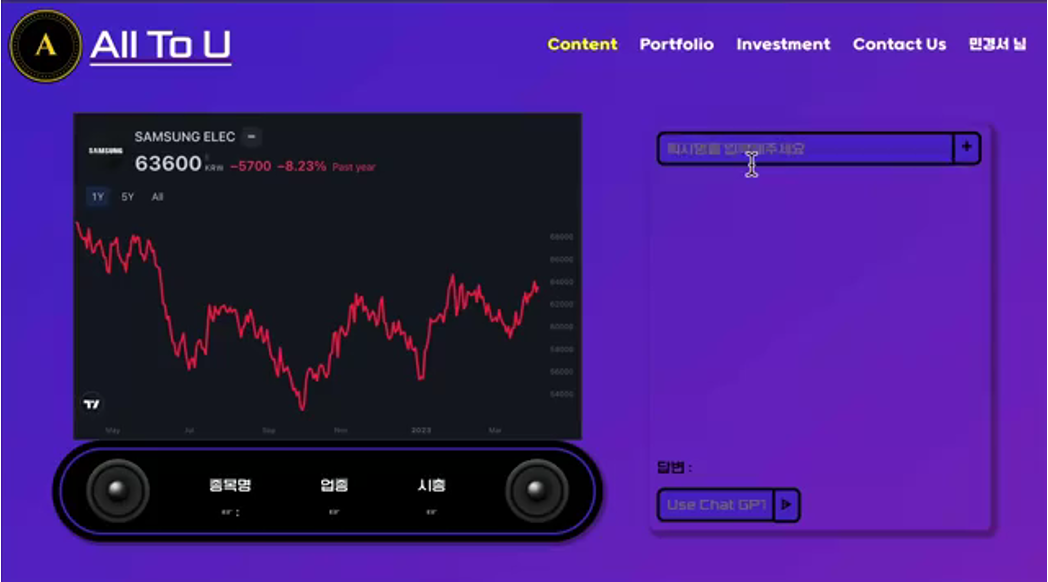 A
All To U
Content Portfolio Investment Contact Us 민경서 님
SAMSUNG
SAMSUNG ELEC
63600 KRW −5700 −8.23% Past year
1Y 5Y All
68000
66000
64000
62000
60000
58000
56000
54000
May Jul Sep Nov 2023 Mar
종목명 업종 시총
+
답변 :
Use Chat GPT